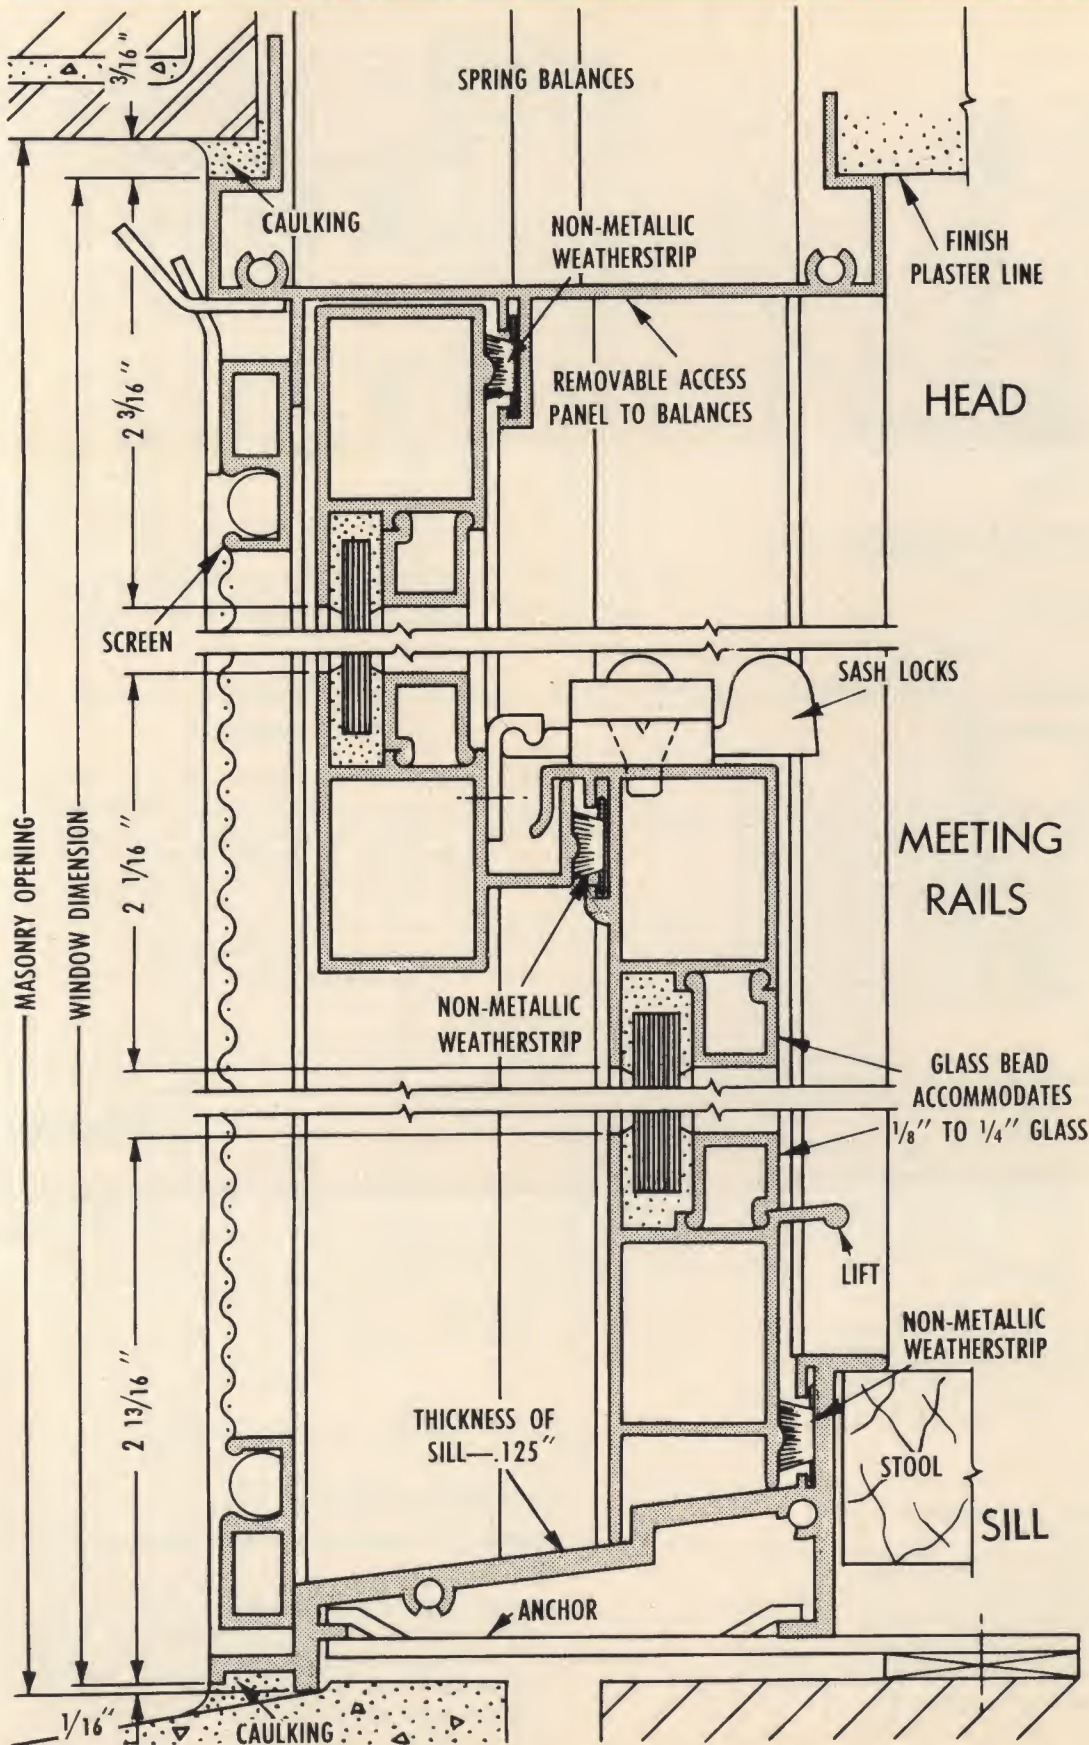 3/16"
SPRING BALANCES
CAULKING
NON-METALLIC
WEATHERSTRIP
FINISH
PLASTER LINE
REMOVABLE ACCESS
PANEL TO BALANCES
HEAD
2 3/16"
SCREEN
SASH LOCKS
MASONRY OPENING
WINDOW DIMENSION
2 1/16"
MEETING
RAILS
NON-METALLIC
WEATHERSTRIP
GLASS BEAD
ACCOMMODATES
1/8" TO 1/4" GLASS
LIFT
NON-METALLIC
WEATHERSTRIP
2 13/16"
THICKNESS OF
SILL—.125"
STOOL
SILL
ANCHOR
1/16"
CAULKING